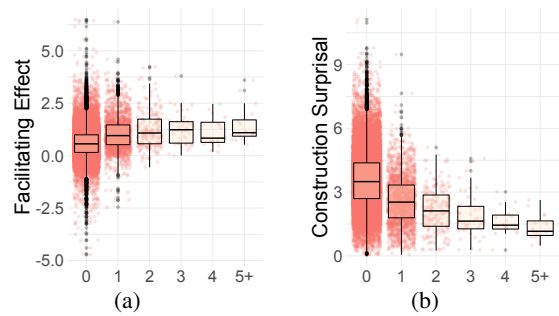 Facilitating Effect
5.0
2.5
0.0
-2.5
-5.0
0 1 2 3 4 5+
(a)
Construction Surprisal
9
6
3
0
0 1 2 3 4 5+
(b)